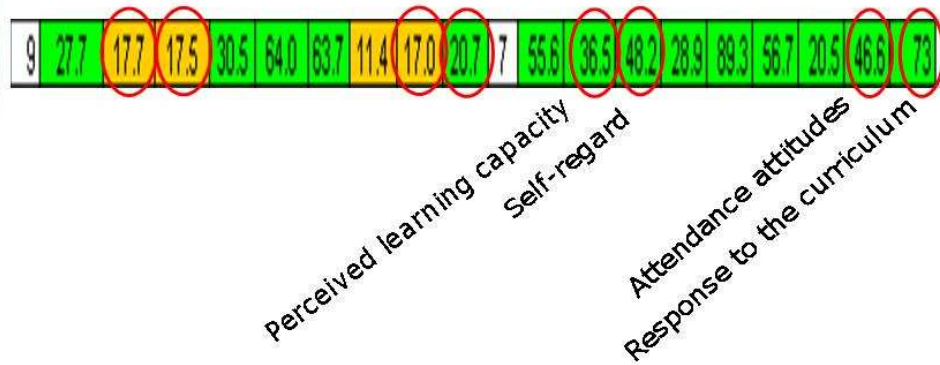 9 27.7 17.7 17.5 30.5 64.0 63.7 11.4 17.0 20.7 7 55.6 36.5 48.2 28.9 89.3 56.7 20.5 46.6 73
Perceived learning capacity
Self-regard
Attendance attitudes
Response to the curriculum